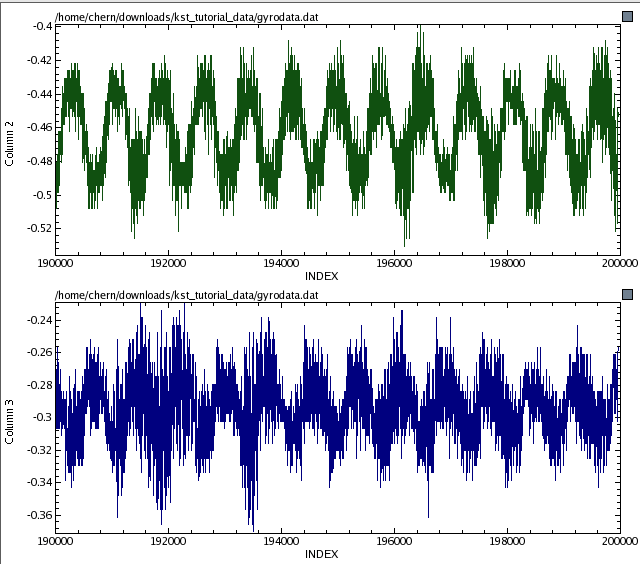 /home/chern/downloads/kst_tutorial_data/gyrodata.dat
-0.4
-0.42
-0.44
-0.46
-0.48
-0.5
-0.52
Column 2
190000 192000 194000 196000 198000 200000
INDEX
/home/chern/downloads/kst_tutorial_data/gyrodata.dat
-0.24
-0.26
-0.28
-0.3
-0.32
-0.34
-0.36
Column 3
190000 192000 194000 196000 198000 200000
INDEX